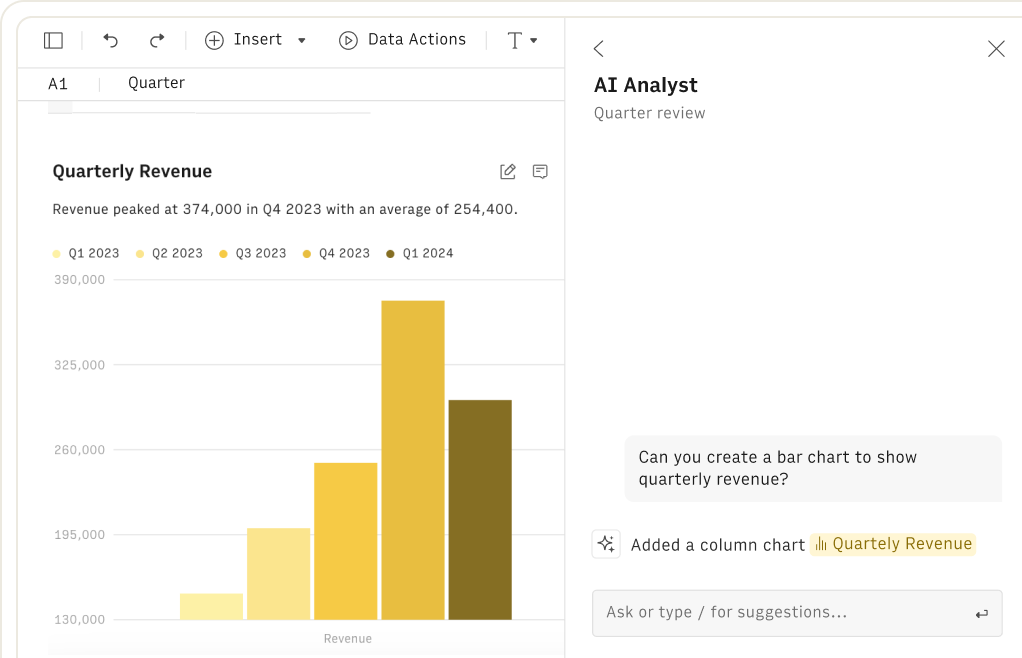 Insert
Data Actions
T
A1
Quarter
Quarterly Revenue
Revenue peaked at 374,000 in Q4 2023 with an average of 254,400.
Q1 2023 Q2 2023 Q3 2023 Q4 2023 Q1 2024
390,000
325,000
260,000
195,000
130,000
Revenue
AI Analyst
Quarter review
Can you create a bar chart to show
quarterly revenue?
Added a column chart Quartely Revenue
Ask or type / for suggestions...